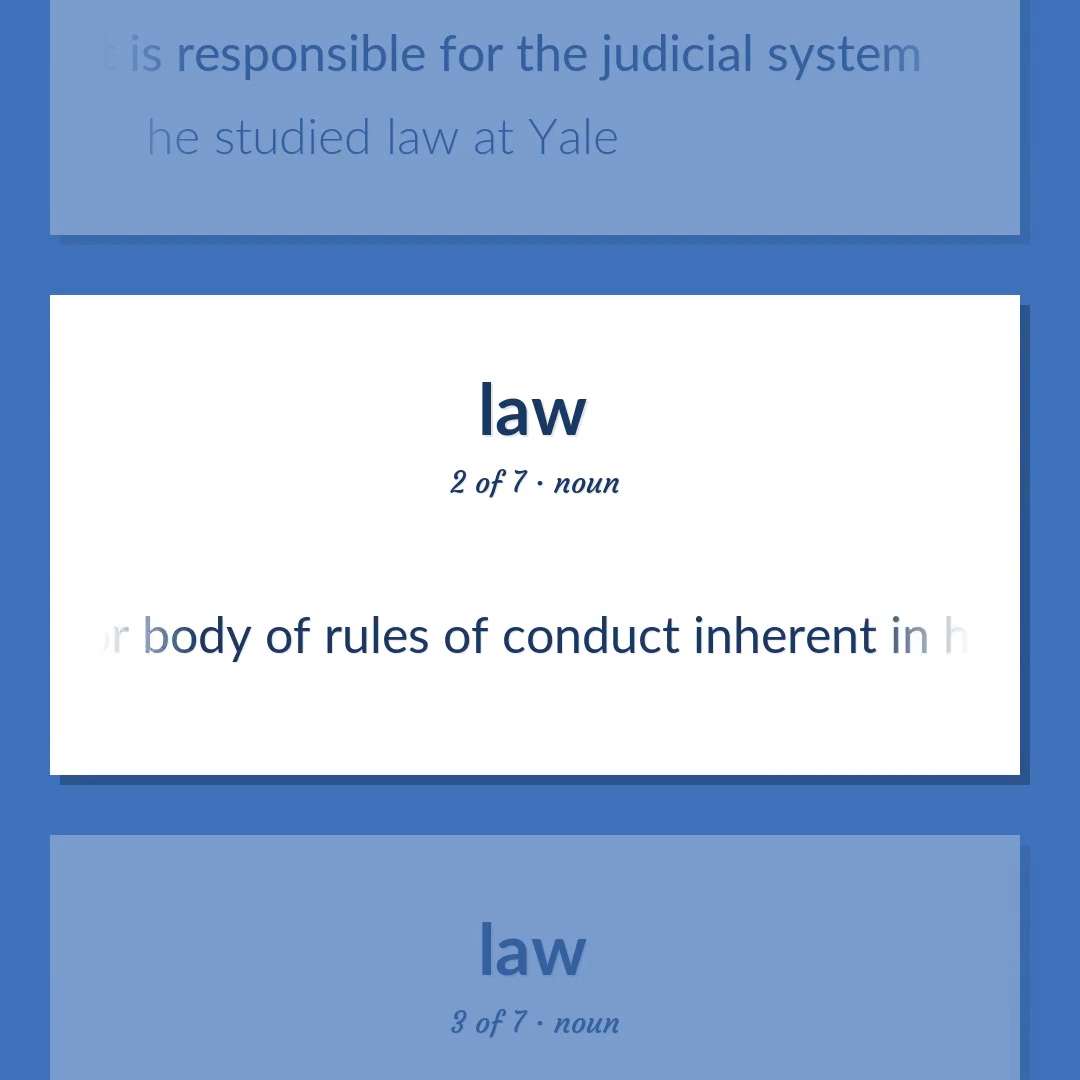 is responsible for the judicial system
he studied law at Yale
law
2 of 7 · noun
body of rules of conduct inherent in
law
3 of 7 · noun